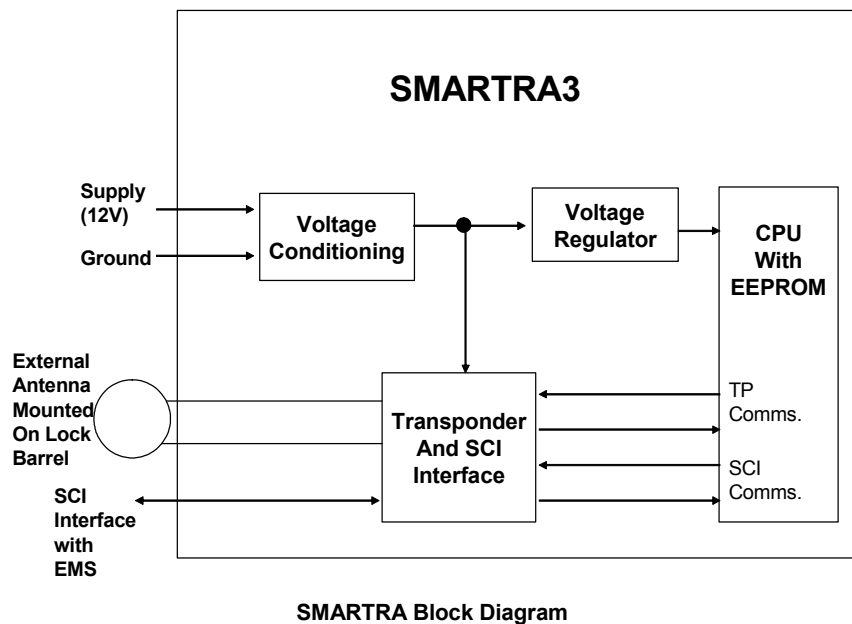 SMARTRA3
Supply
(12V)
Ground
Voltage
Conditioning
Voltage
Regulator
CPU
With
EEPROM
External
Antenna
Mounted
On Lock
Barrel
Transponder
And SCI
Interface
TP
Comms.
SCI
Comms.
SCI
Interface
with
EMS
SMARTRA Block Diagram